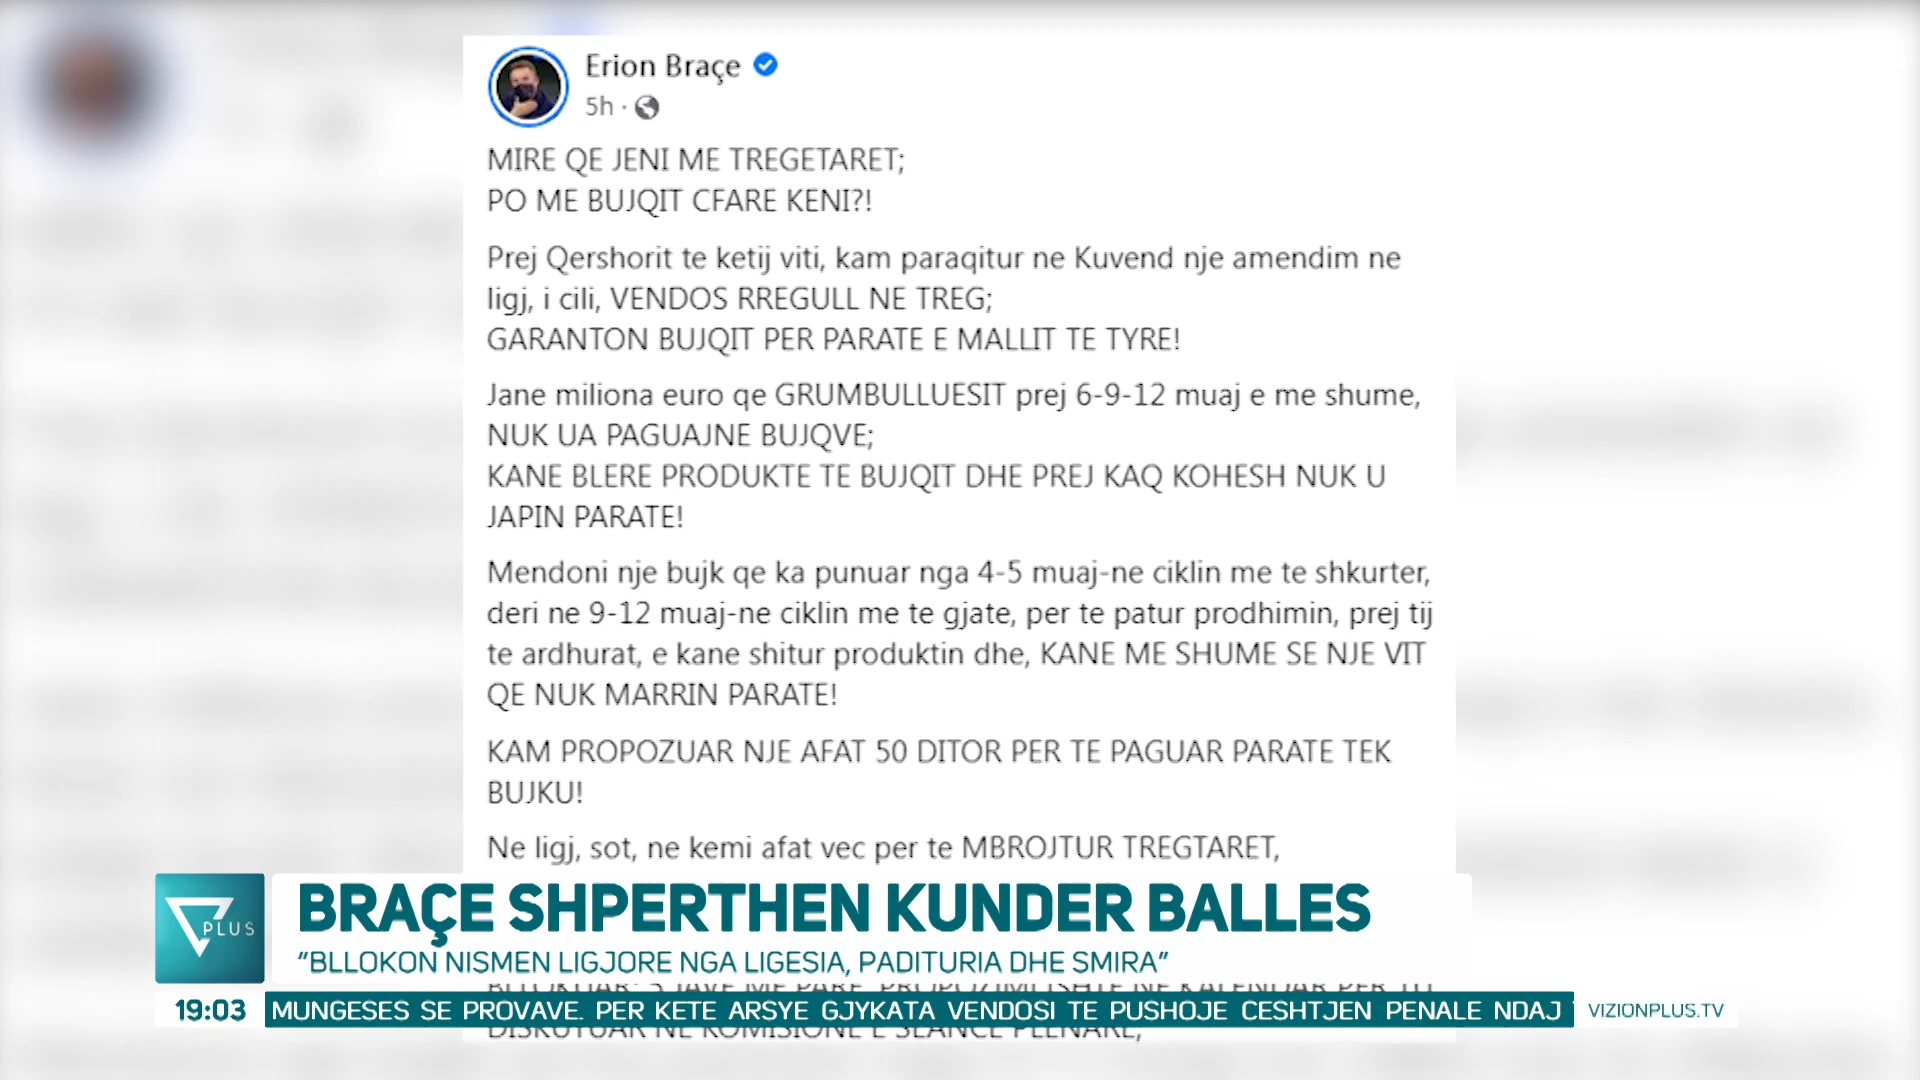 Erion Braçe
5h ·
MIRE QE JENI ME TREGETARET;
PO ME BUJQIT CFARE KENI?!
Prej Qershorit te ketij viti, kam paraqitur ne Kuvend nje amendim ne
ligj, i cili, VENDOS RREGULL NE TREG;
GARANTON BUJQIT PER PARATE E MALLIT TE TYRE!
Jane miliona euro qe GRUMBULLUESIT prej 6-9-12 muaj e me shume,
NUK UA PAGUAJNE BUJQVE;
KANE BLERE PRODUKTE TE BUJQIT DHE PREJ KAQ KOHESH NUK U
JAPIN PARATE!
Mendoni nje bujk qe ka punuar nga 4-5 muaj-ne ciklin me te shkurter,
deri ne 9-12 muaj-ne ciklin me te gjate, per te patur prodhimin, prej tij
te ardhurat, e kane shitur produktin dhe, KANE ME SHUME SE NJE VIT
QE NUK MARRIN PARATE!
KAM PROPOZUAR NJE AFAT 50 DITOR PER TE PAGUAR PARATE TEK
BUJKU!
Ne ligj, sot, ne kemi afat vec per te MBROJTUR TREGTARET,
PLUS
BRAÇE SHPERTHEN KUNDER BALLES
"BLLOKON NISMEN LIGJORE NGA LIGESIA, PADITURIA DHE SMIRA"
19:03 MUNGESES SE PROVAVE. PER KETE ARSYE GJYKATA VENDOSI TE PUSHOJE CESHTJEN PENALE NDAJ
VIZIONPLUS.TV
DISKUTUAR NE KOMISIONE E SEANCE PLENARE,